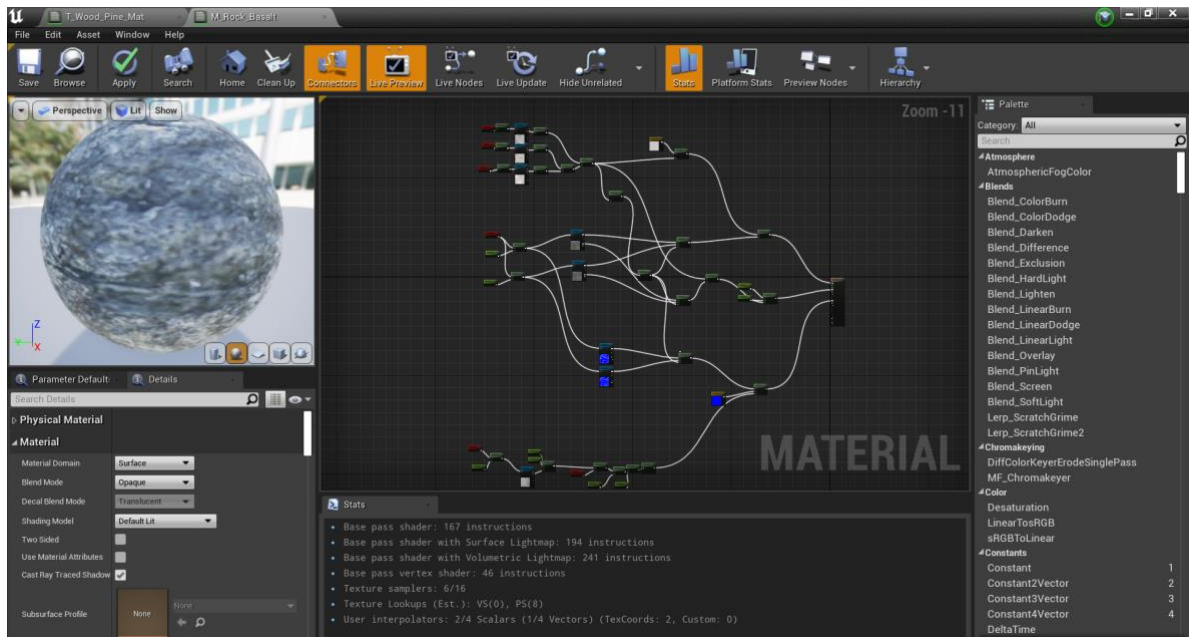 T_Wood_Pine_Mat
M_Rock_Basalt
File Edit Asset Window Help
Save Browse Apply Search Home Clean Up Connectors Live Preview Live Nodes Live Update Hide Unrelated Stats Platform Stats Preview Nodes Hierarchy
Perspective Lit Show
Z
X
Zoom -11
MATERIAL
Parameter Default
Details
Search Details
Physical Material
Material
Material Domain Surface
Blend Mode Opaque
Decal Blend Mode Translucent
Shading Model Default Lit
Two Sided
Use Material Attributes
Cast Ray Traced Shadow
Subsurface Profile None None
Stats
Base pass shader: 167 instructions
Base pass shader with Surface Lightmap: 194 instructions
Base pass shader with Volumetric Lightmap: 241 instructions
Base pass vertex shader: 46 instructions
Texture samplers: 6/16
Texture Lookups (Est.): VS(0), PS(8)
User interpolators: 2/4 Scalars (1/4 Vectors) (TexCoords: 2, Custom: 0)
Palette
Category: All
Search
Atmosphere
AtmosphericFogColor
Blends
Blend_ColorBurn
Blend_ColorDodge
Blend_Darken
Blend_Difference
Blend_Exclusion
Blend_HardLight
Blend_Lighten
Blend_LinearBurn
Blend_LinearDodge
Blend_LinearLight
Blend_Overlay
Blend_PinLight
Blend_Screen
Blend_SoftLight
Lerp_ScratchGrime
Lerp_ScratchGrime2
Chromakeying
DiffColorKeyerErodeSinglePass
MF_Chromakeyer
Color
Desaturation
LinearTosRGB
sRGBToLinear
Constants
Constant 1
Constant2Vector 2
Constant3Vector 3
Constant4Vector 4
DeltaTime